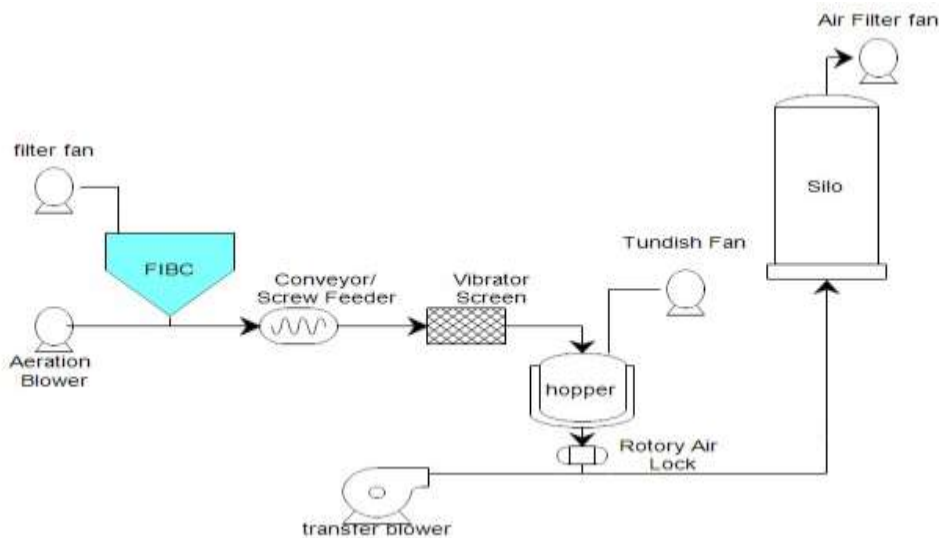 Air Filter fan
filter fan
Silo
Tundish Fan
FIBC
Conveyor/
Screw Feeder
Vibrator
Screen
Aeration
Blower
hopper
Rotory Air
Lock
transfer blower